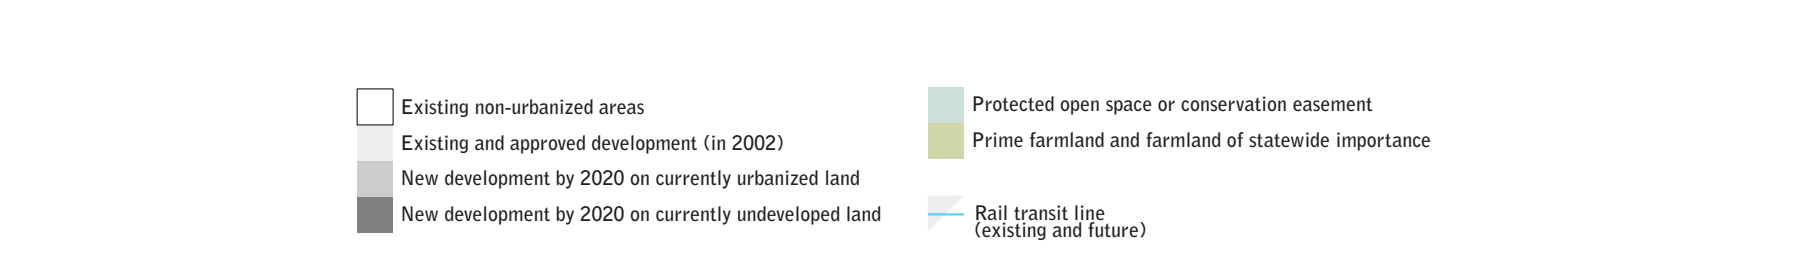 Existing non-urbanized areas
Existing and approved development (in 2002)
New development by 2020 on currently urbanized land
New development by 2020 on currently undeveloped land
Protected open space or conservation easement
Prime farmland and farmland of statewide importance
Rail transit line
(existing and future)